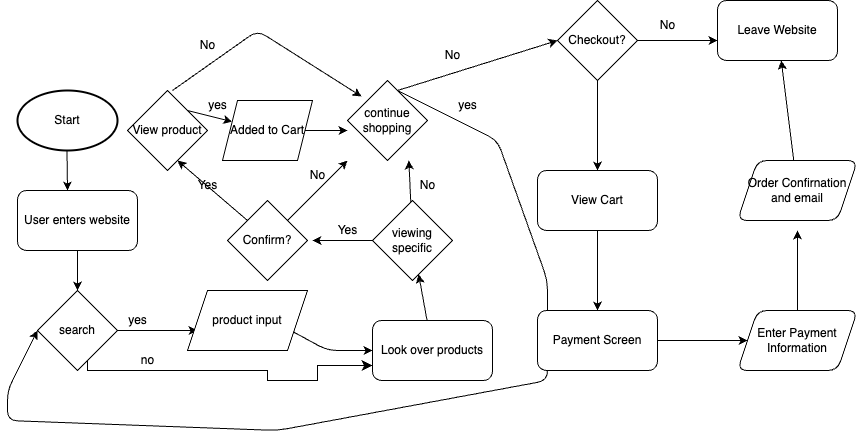 No
No
Checkout?
No
Leave Website
yes
yes
Start
View product
Added to Cart
continue
shopping
Yes
No
No
View Cart
Order Confirnation
and email
User enters website
Confirm?
Yes
viewing
specific
search
yes
product input
no
Look over products
Payment Screen
Enter Payment
Information